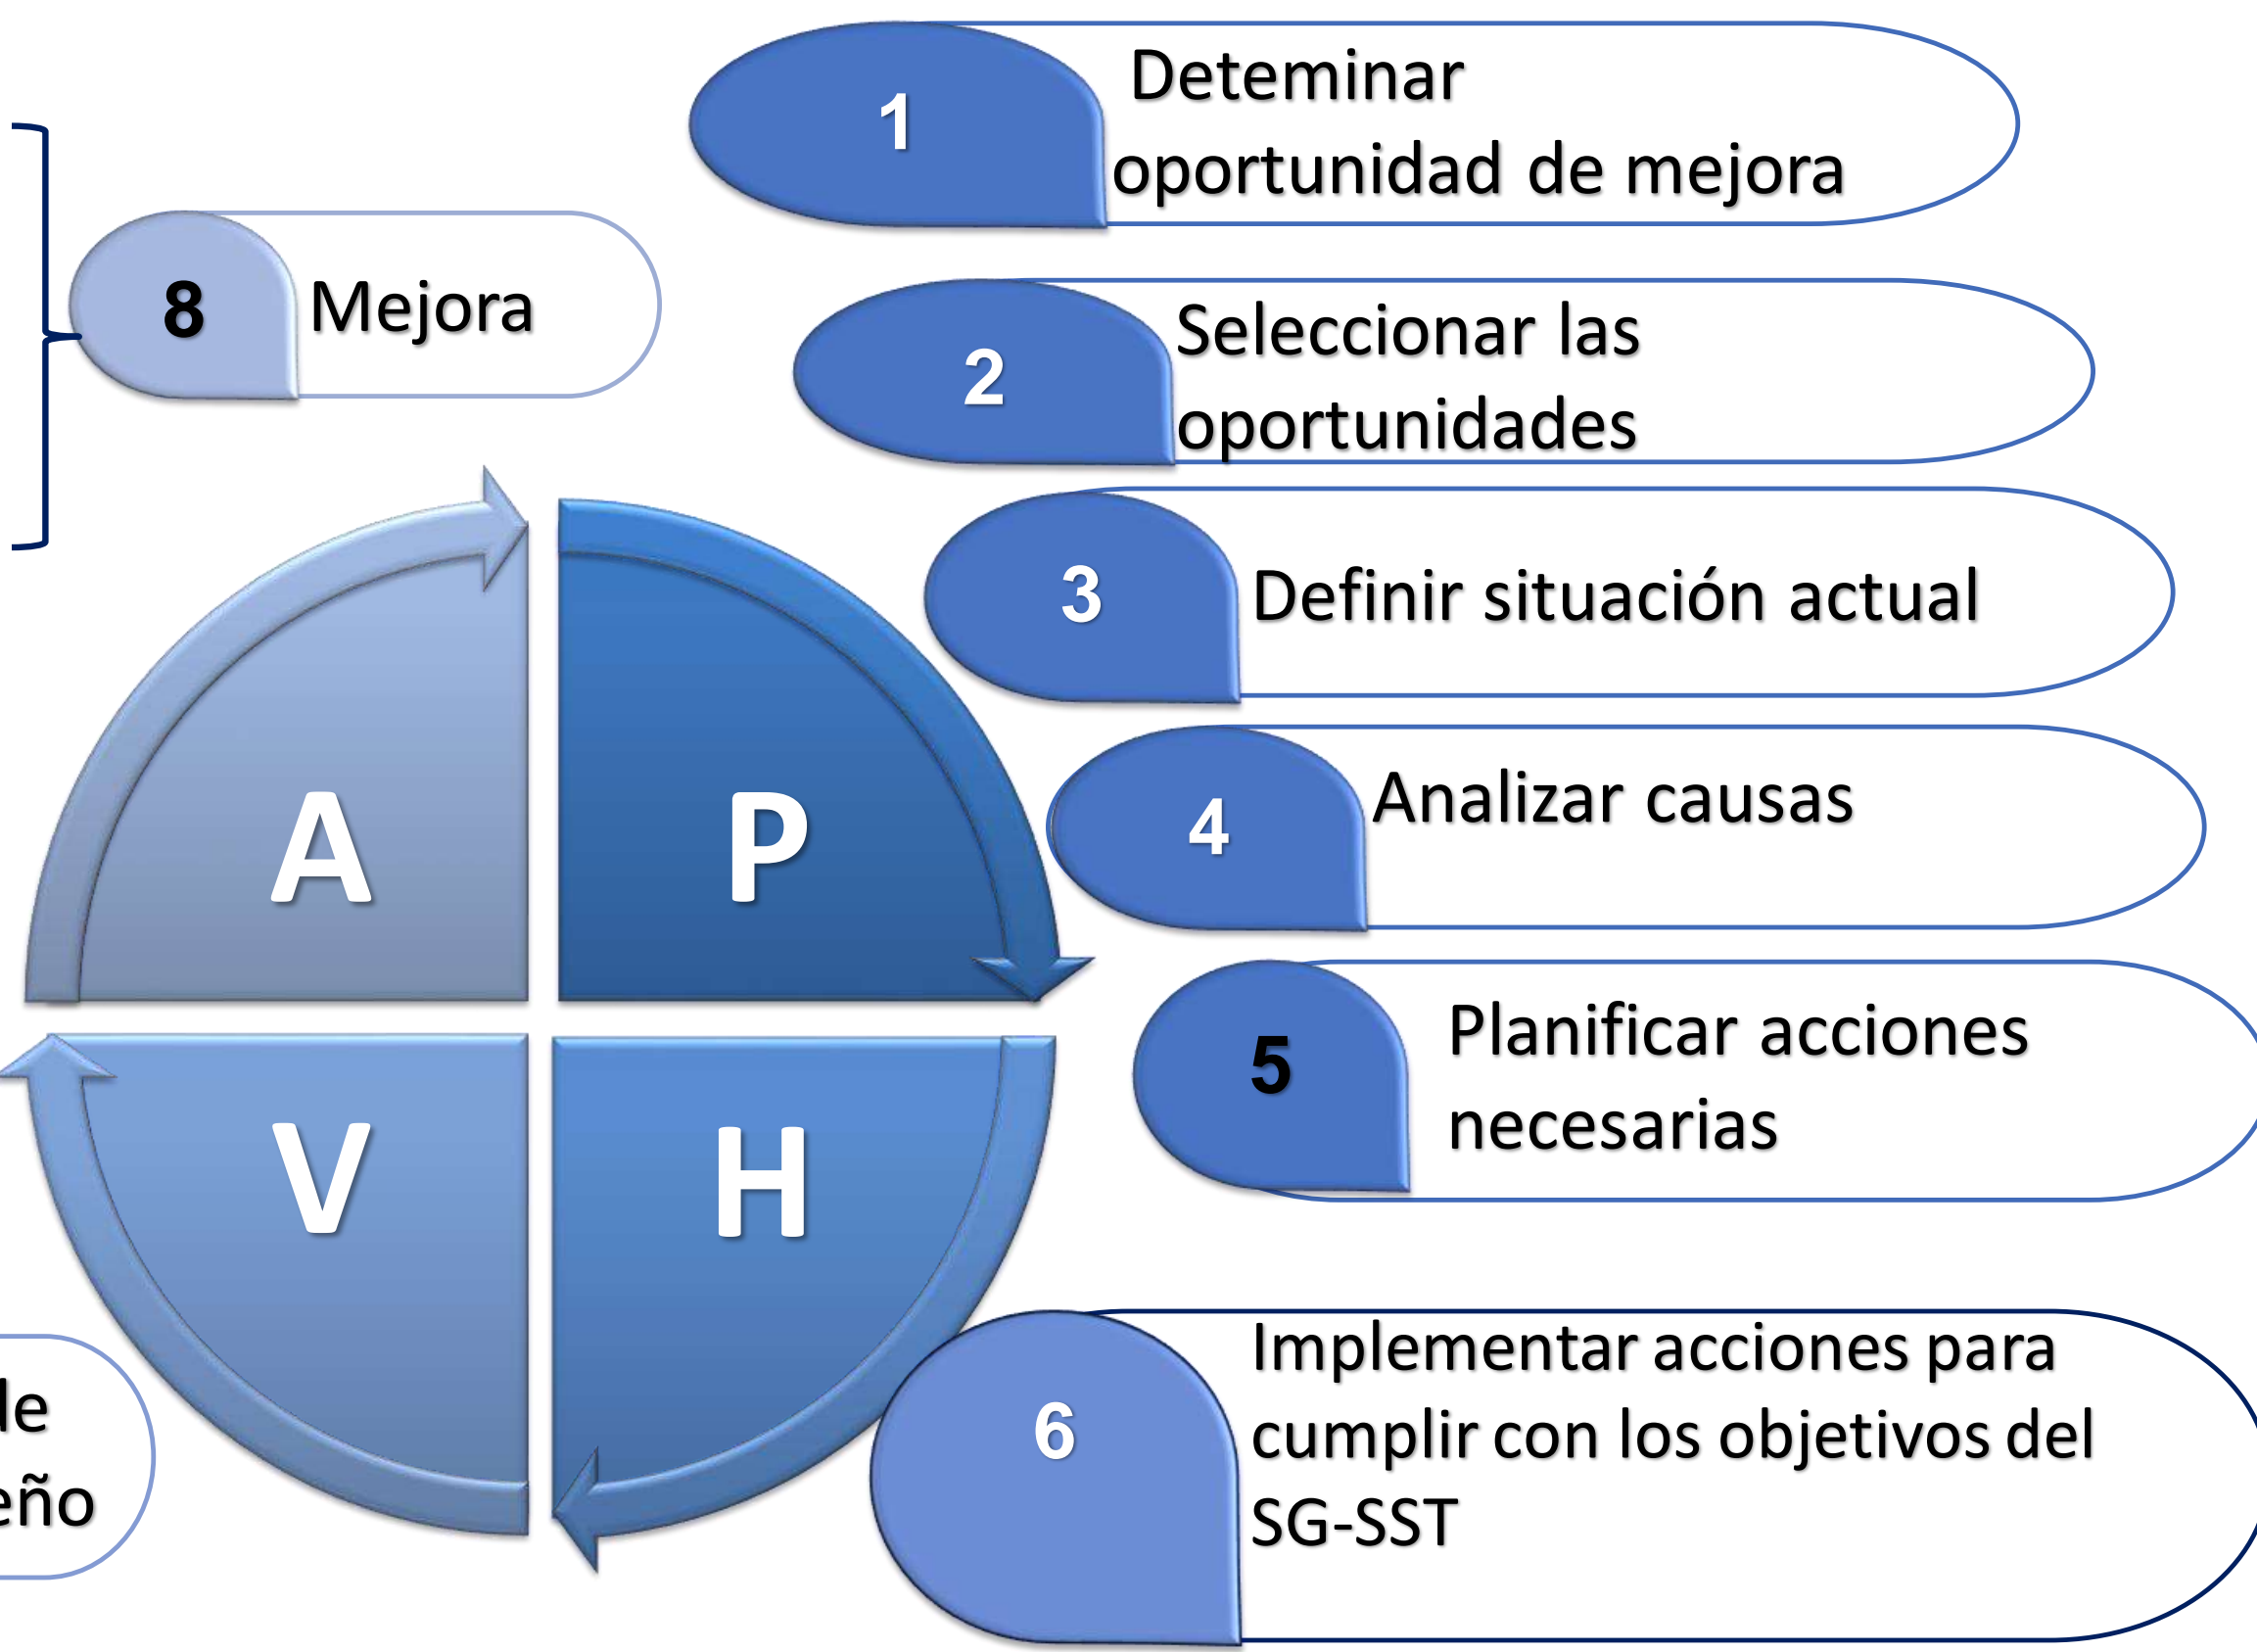 1
Deteminar
oportunidad de mejora
8
Mejora
2
Seleccionar las
oportunidades
3
Definir situación actual
4
Analizar causas
A
P
5
Planificar acciones
necesarias
V
H
6
Implementar acciones para
cumplir con los objetivos del
SG-SST